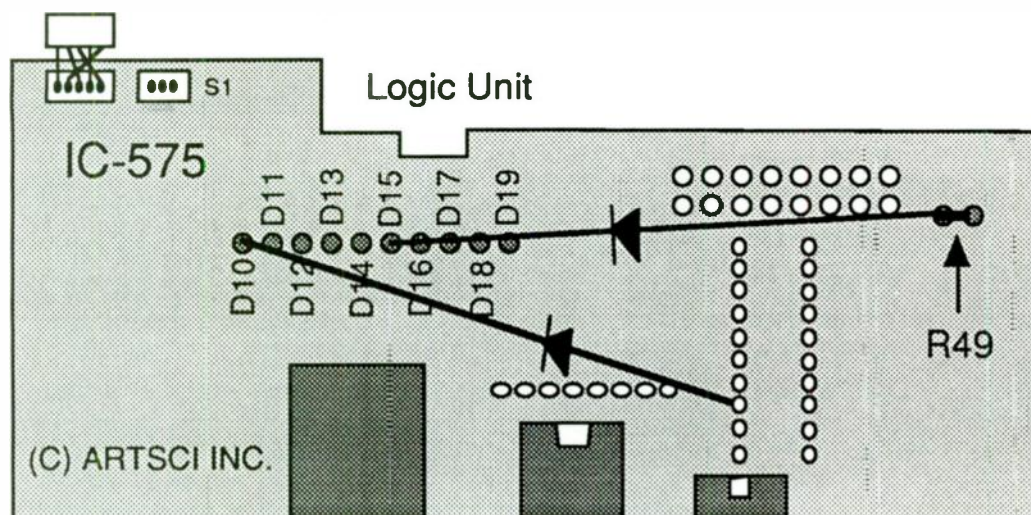 S1
Logic Unit
IC-575
D11
D13
D15
D17
D19
D10
D12
D14
D16
D18
R49
(C) ARTSCI INC.